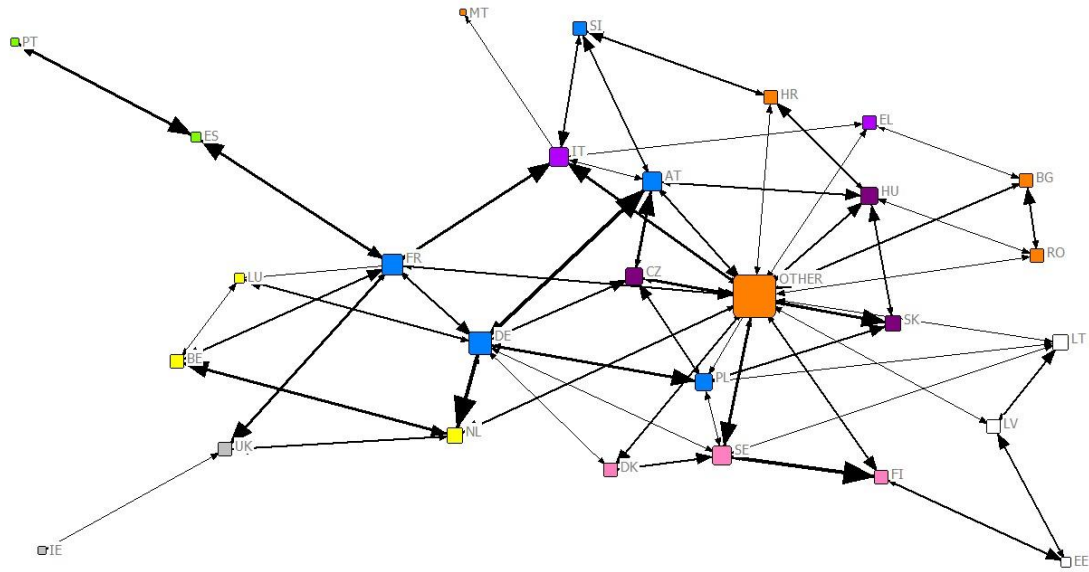 MT
SI
PT
HR
EL
ES
IT
AT
BG
HU
RO
FR
LU
CZ
OTHER
SK
DE
LT
BE
PL
LV
NL
UK
SE
DK
FI
IE
EE